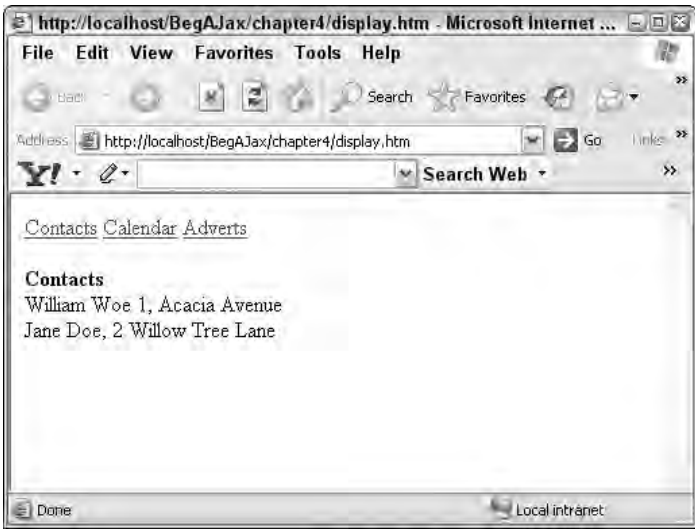 http://localhost/BegAJax/chapter4/display.htm - Microsoft Internet ...
File Edit View Favorites Tools Help
Back Search Favorites »
Address http://localhost/BegAJax/chapter4/display.htm Go Links »
Y! Search Web »
Contacts Calendar Adverts
Contacts
William Woe 1, Acacia Avenue
Jane Doe, 2 Willow Tree Lane
Done Local intranet